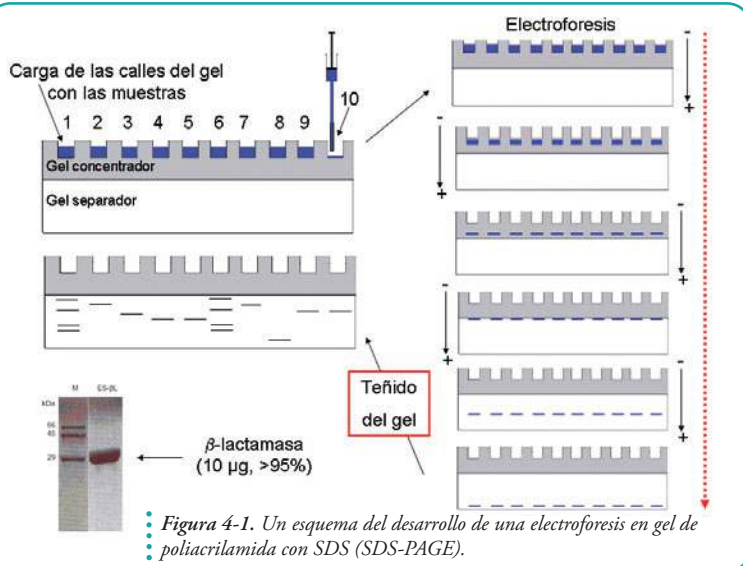 Electroforesis
Carga de las calles del gel
con las muestras
1 2 3 4 5 6 7 8 9 10
Gel concentrador
Gel separador
- +
- +
- +
- +
- +
Teñido
del gel
M ES-βL
kDa
66
45
29
β-lactamasa
(10 µg, >95%)
Figura 4-1. Un esquema del desarrollo de una electroforesis en gel de
poliacrilamida con SDS (SDS-PAGE).